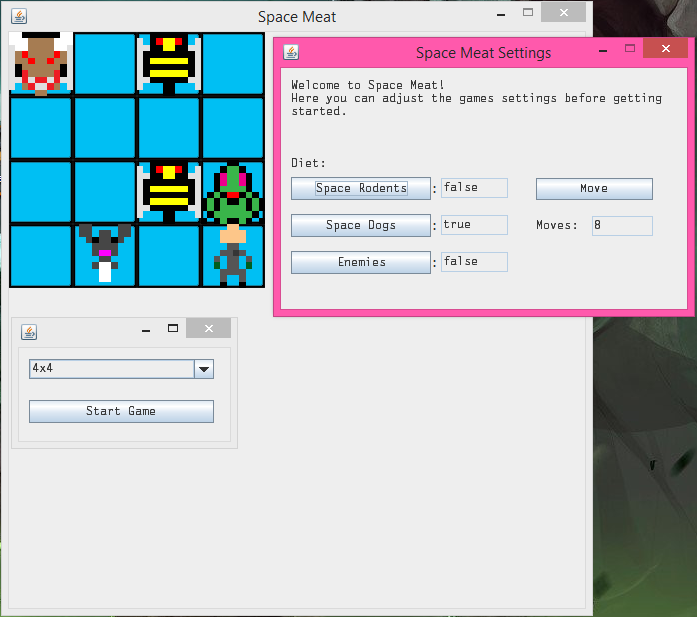 Space Meat
Space Meat Settings
Welcome to Space Meat!
Here you can adjust the games settings before getting
started.
Diet:
Space Rodents : false Move
Space Dogs : true Moves: 8
Enemies : false
4x4
Start Game